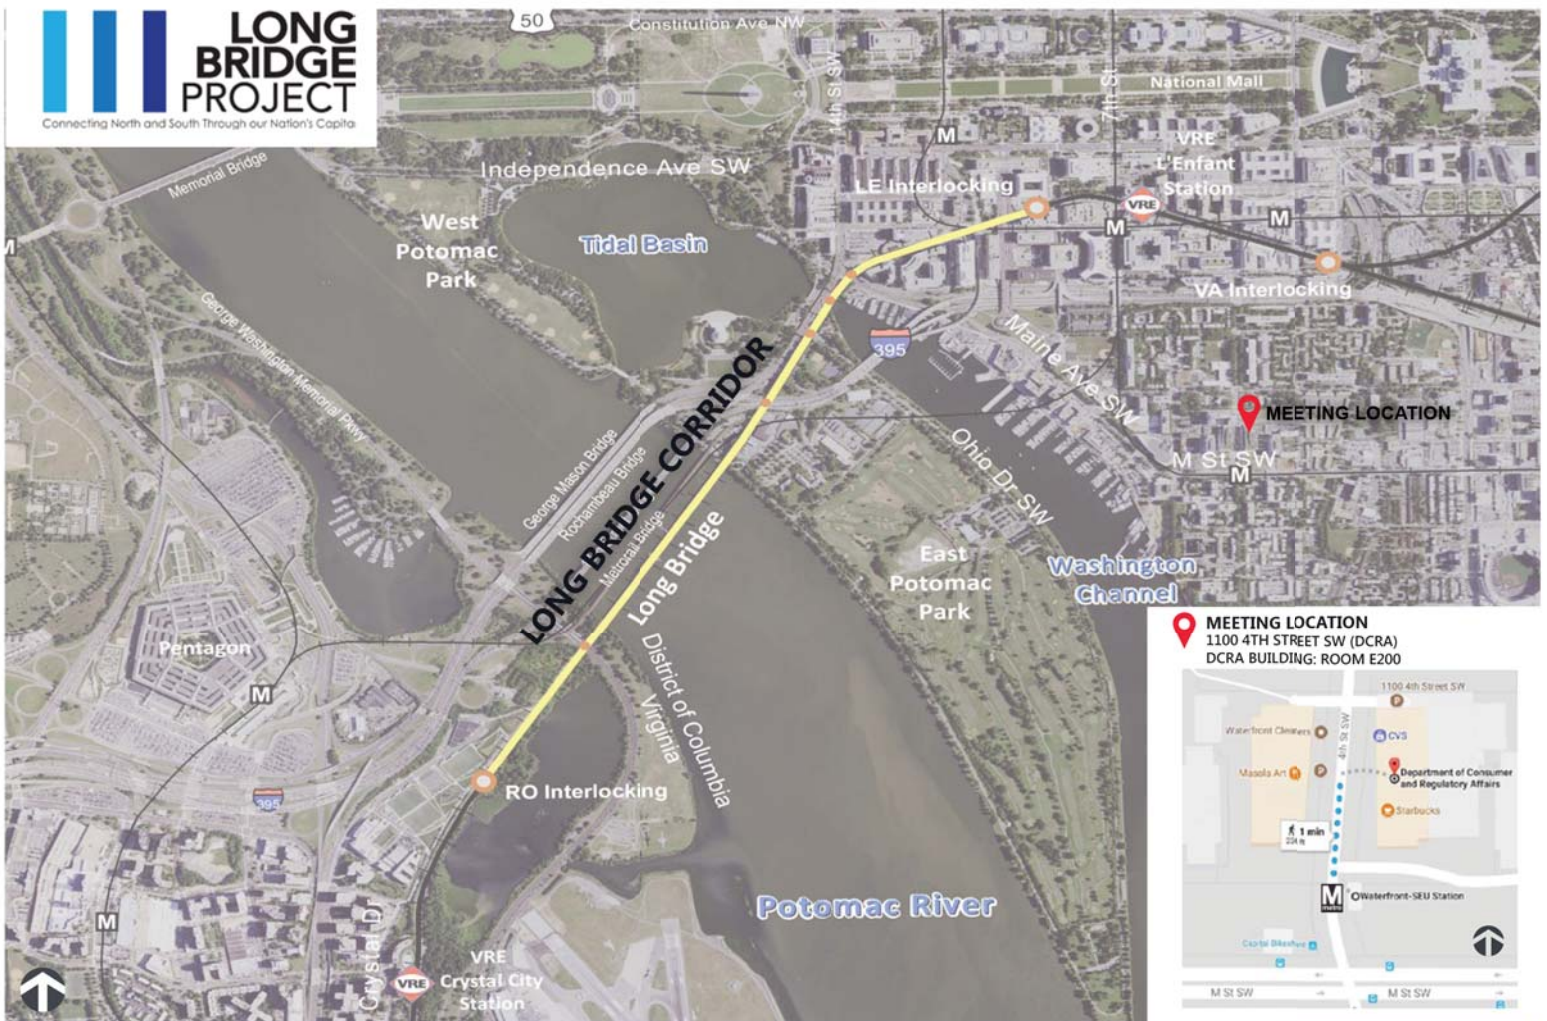 LONG
BRIDGE
PROJECT
Connecting North and South Through our Nation's Capita
50
Constitution Ave NW
14th St SW
7th St
National Mall
M
VRE
L'Enfant
Station
Memorial Bridge
Independence Ave SW
LE Interlocking
VRE
West
Potomac
Park
Tidal Basin
M
M
M
VA Interlocking
George Washington Memorial Pkwy
395
Maine Ave SW
LONG BRIDGE CORRIDOR
MEETING LOCATION
M St SW
M
Ohio Dr SW
George Mason Bridge
Rochambeau Bridge
Metrorail Bridge
Long Bridge
East
Potomac
Park
Washington
Channel
Pentagon
M
District of Columbia
Virginia
RO Interlocking
395
M
Crystal Dr
Potomac River
VRE
VRE
Crystal City
Station
MEETING LOCATION
1100 4TH STREET SW (DCRA)
DCRA BUILDING: ROOM E200
1100 4th Street SW
P
4th St SW
Waterfront Cleaners
CVS
Masala Art
P
Department of Consumer
and Regulatory Affairs
Starbucks
1 min
M
Waterfront-SEU Station
Capital Bikeshare
M St SW
M St SW